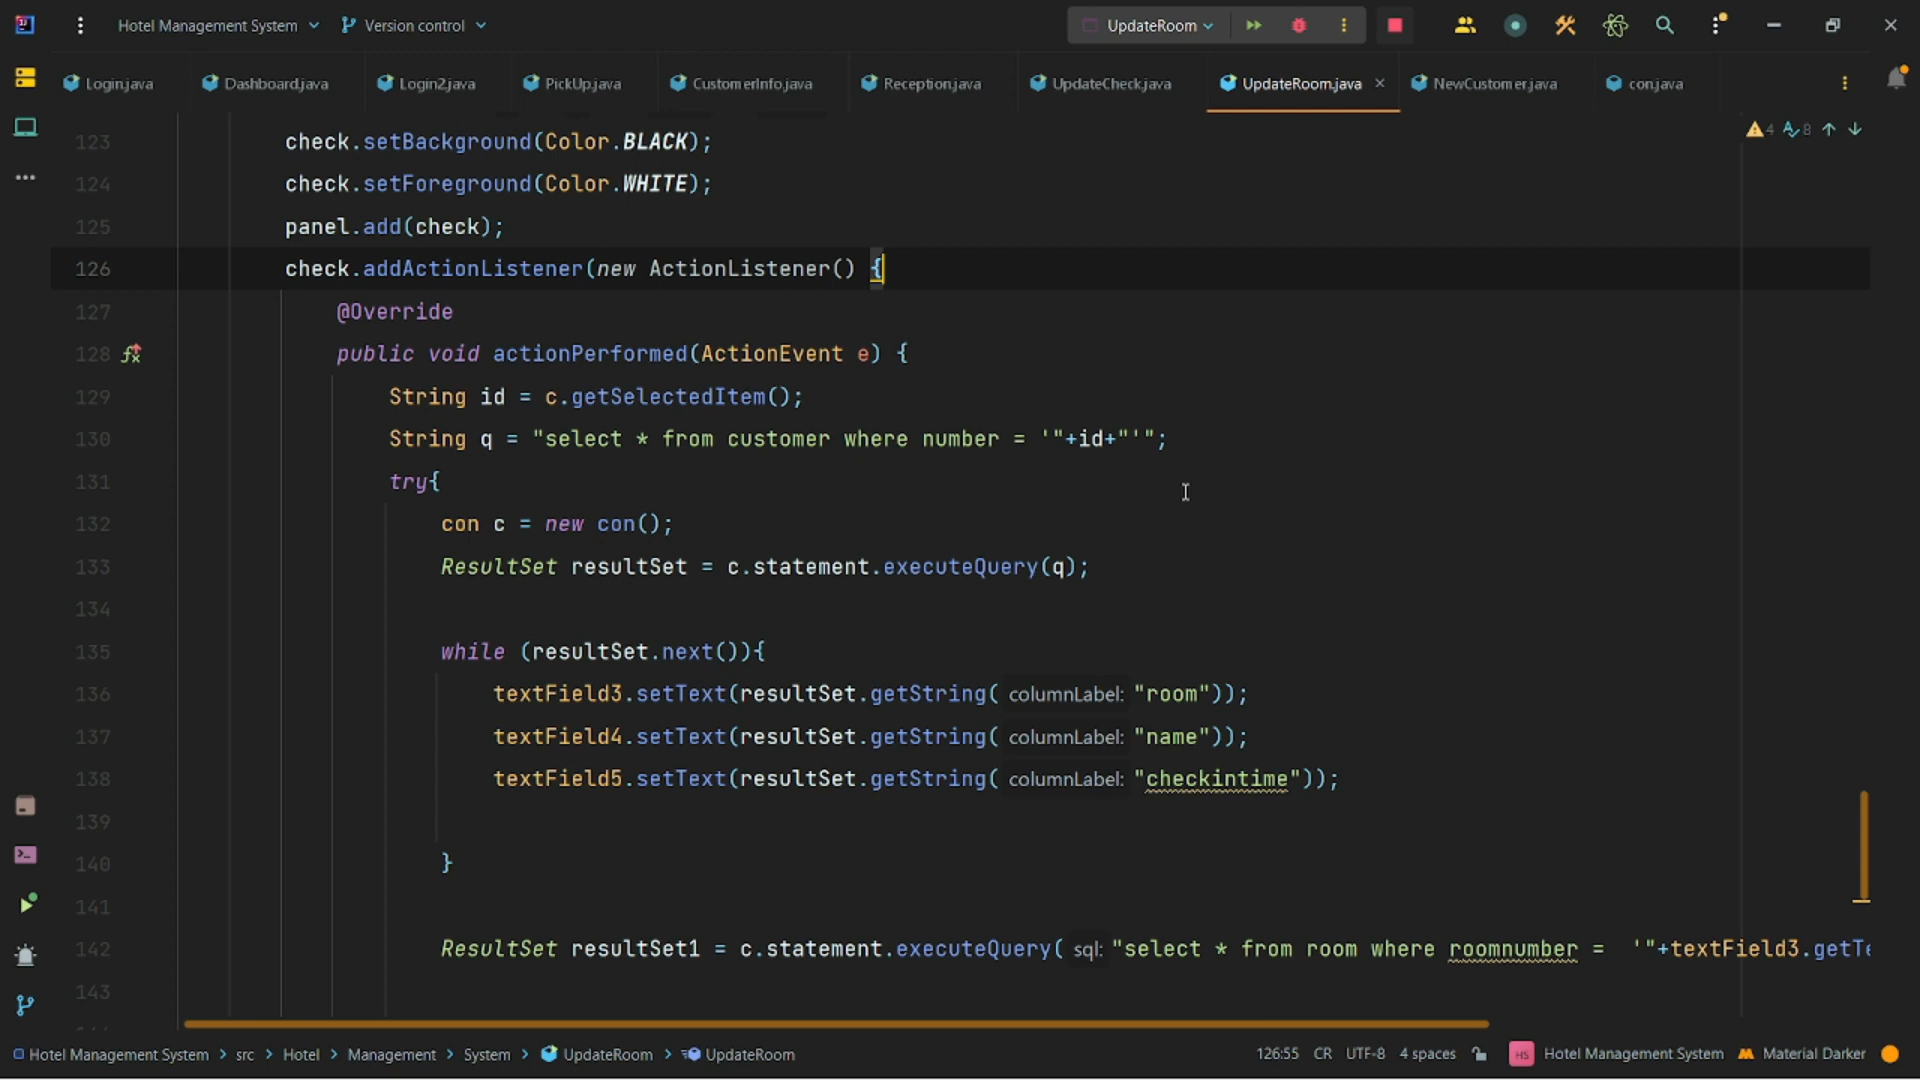 Hotel Management System
Version control
UpdateRoom
Login.java
Dashboard.java
Login2.java
PickUp.java
CustomerInfo.java
Reception.java
UpdateCheck.java
UpdateRoom.java
NewCustomer.java
con.java
4 8
123 check.setBackground(Color.BLACK);
124 check.setForeground(Color.WHITE);
125 panel.add(check);
126 check.addActionListener(new ActionListener() {
127 @Override
128 public void actionPerformed(ActionEvent e) {
129 String id = c.getSelectedItem();
130 String q = "select * from customer where number = '"+id+"'";
131 try{
132 con c = new con();
133 ResultSet resultSet = c.statement.executeQuery(q);
134
135 while (resultSet.next()){
136 textField3.setText(resultSet.getString( columnLabel: "room"));
137 textField4.setText(resultSet.getString( columnLabel: "name"));
138 textField5.setText(resultSet.getString( columnLabel: "checkintime"));
139
140 }
141
142 ResultSet resultSet1 = c.statement.executeQuery( sql: "select * from room where roomnumber = '"+textField3.getTe
143
Hotel Management System > src > Hotel > Management > System > UpdateRoom > UpdateRoom
126:55 CR UTF-8 4 spaces HS Hotel Management System Material Darker